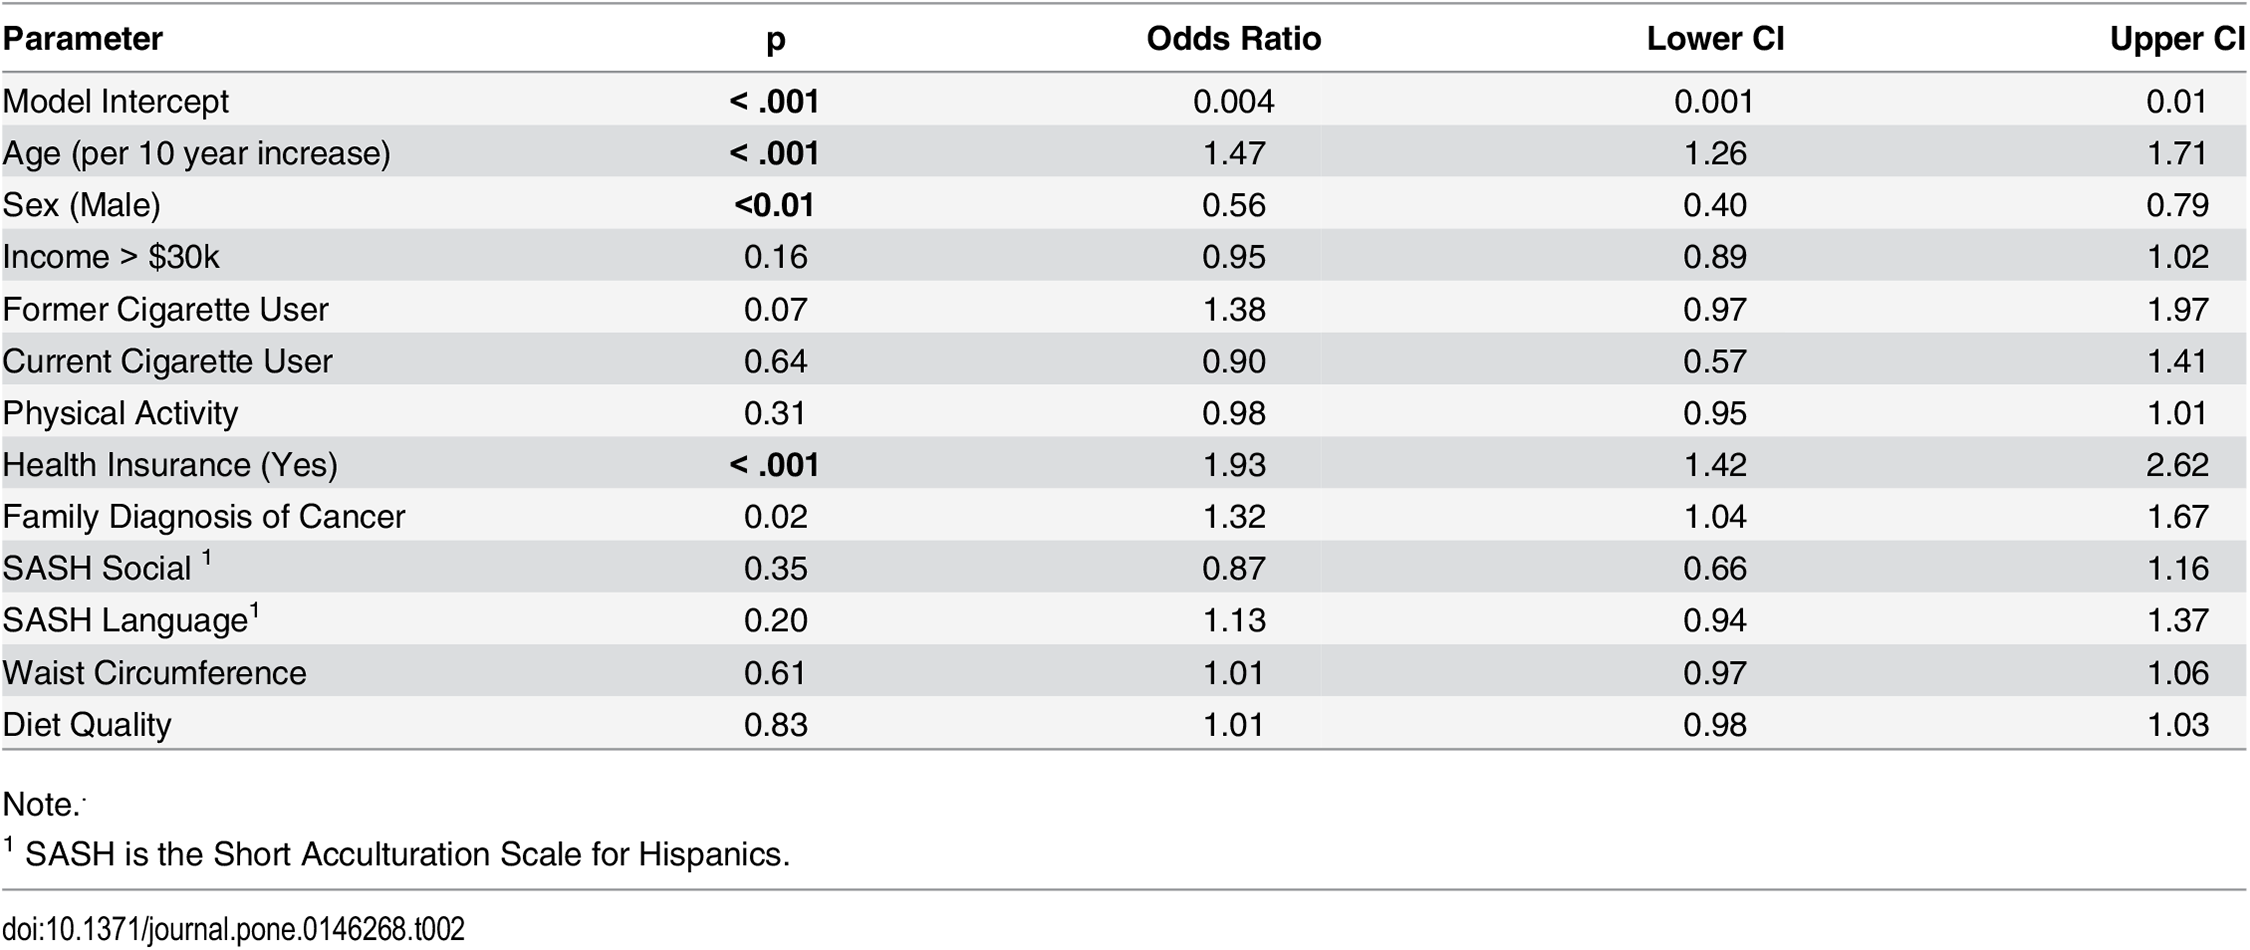 Parameter p Odds Ratio Lower CI Upper CI
Model Intercept < .001 0.004 0.001 0.01
Age (per 10 year increase) < .001 1.47 1.26 1.71
Sex (Male) <0.01 0.56 0.40 0.79
Income > $30k 0.16 0.95 0.89 1.02
Former Cigarette User 0.07 1.38 0.97 1.97
Current Cigarette User 0.64 0.90 0.57 1.41
Physical Activity 0.31 0.98 0.95 1.01
Health Insurance (Yes) < .001 1.93 1.42 2.62
Family Diagnosis of Cancer 0.02 1.32 1.04 1.67
SASH Social ¹ 0.35 0.87 0.66 1.16
SASH Language¹ 0.20 1.13 0.94 1.37
Waist Circumference 0.61 1.01 0.97 1.06
Diet Quality 0.83 1.01 0.98 1.03
Note.·
¹ SASH is the Short Acculturation Scale for Hispanics.
doi:10.1371/journal.pone.0146268.t002